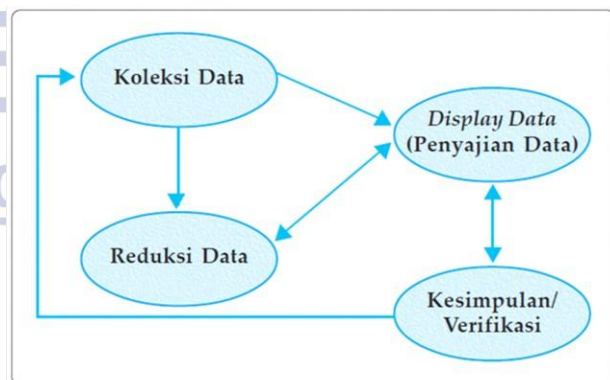 Koleksi Data
Display Data
(Penyajian Data)
Reduksi Data
Kesimpulan/
Verifikasi